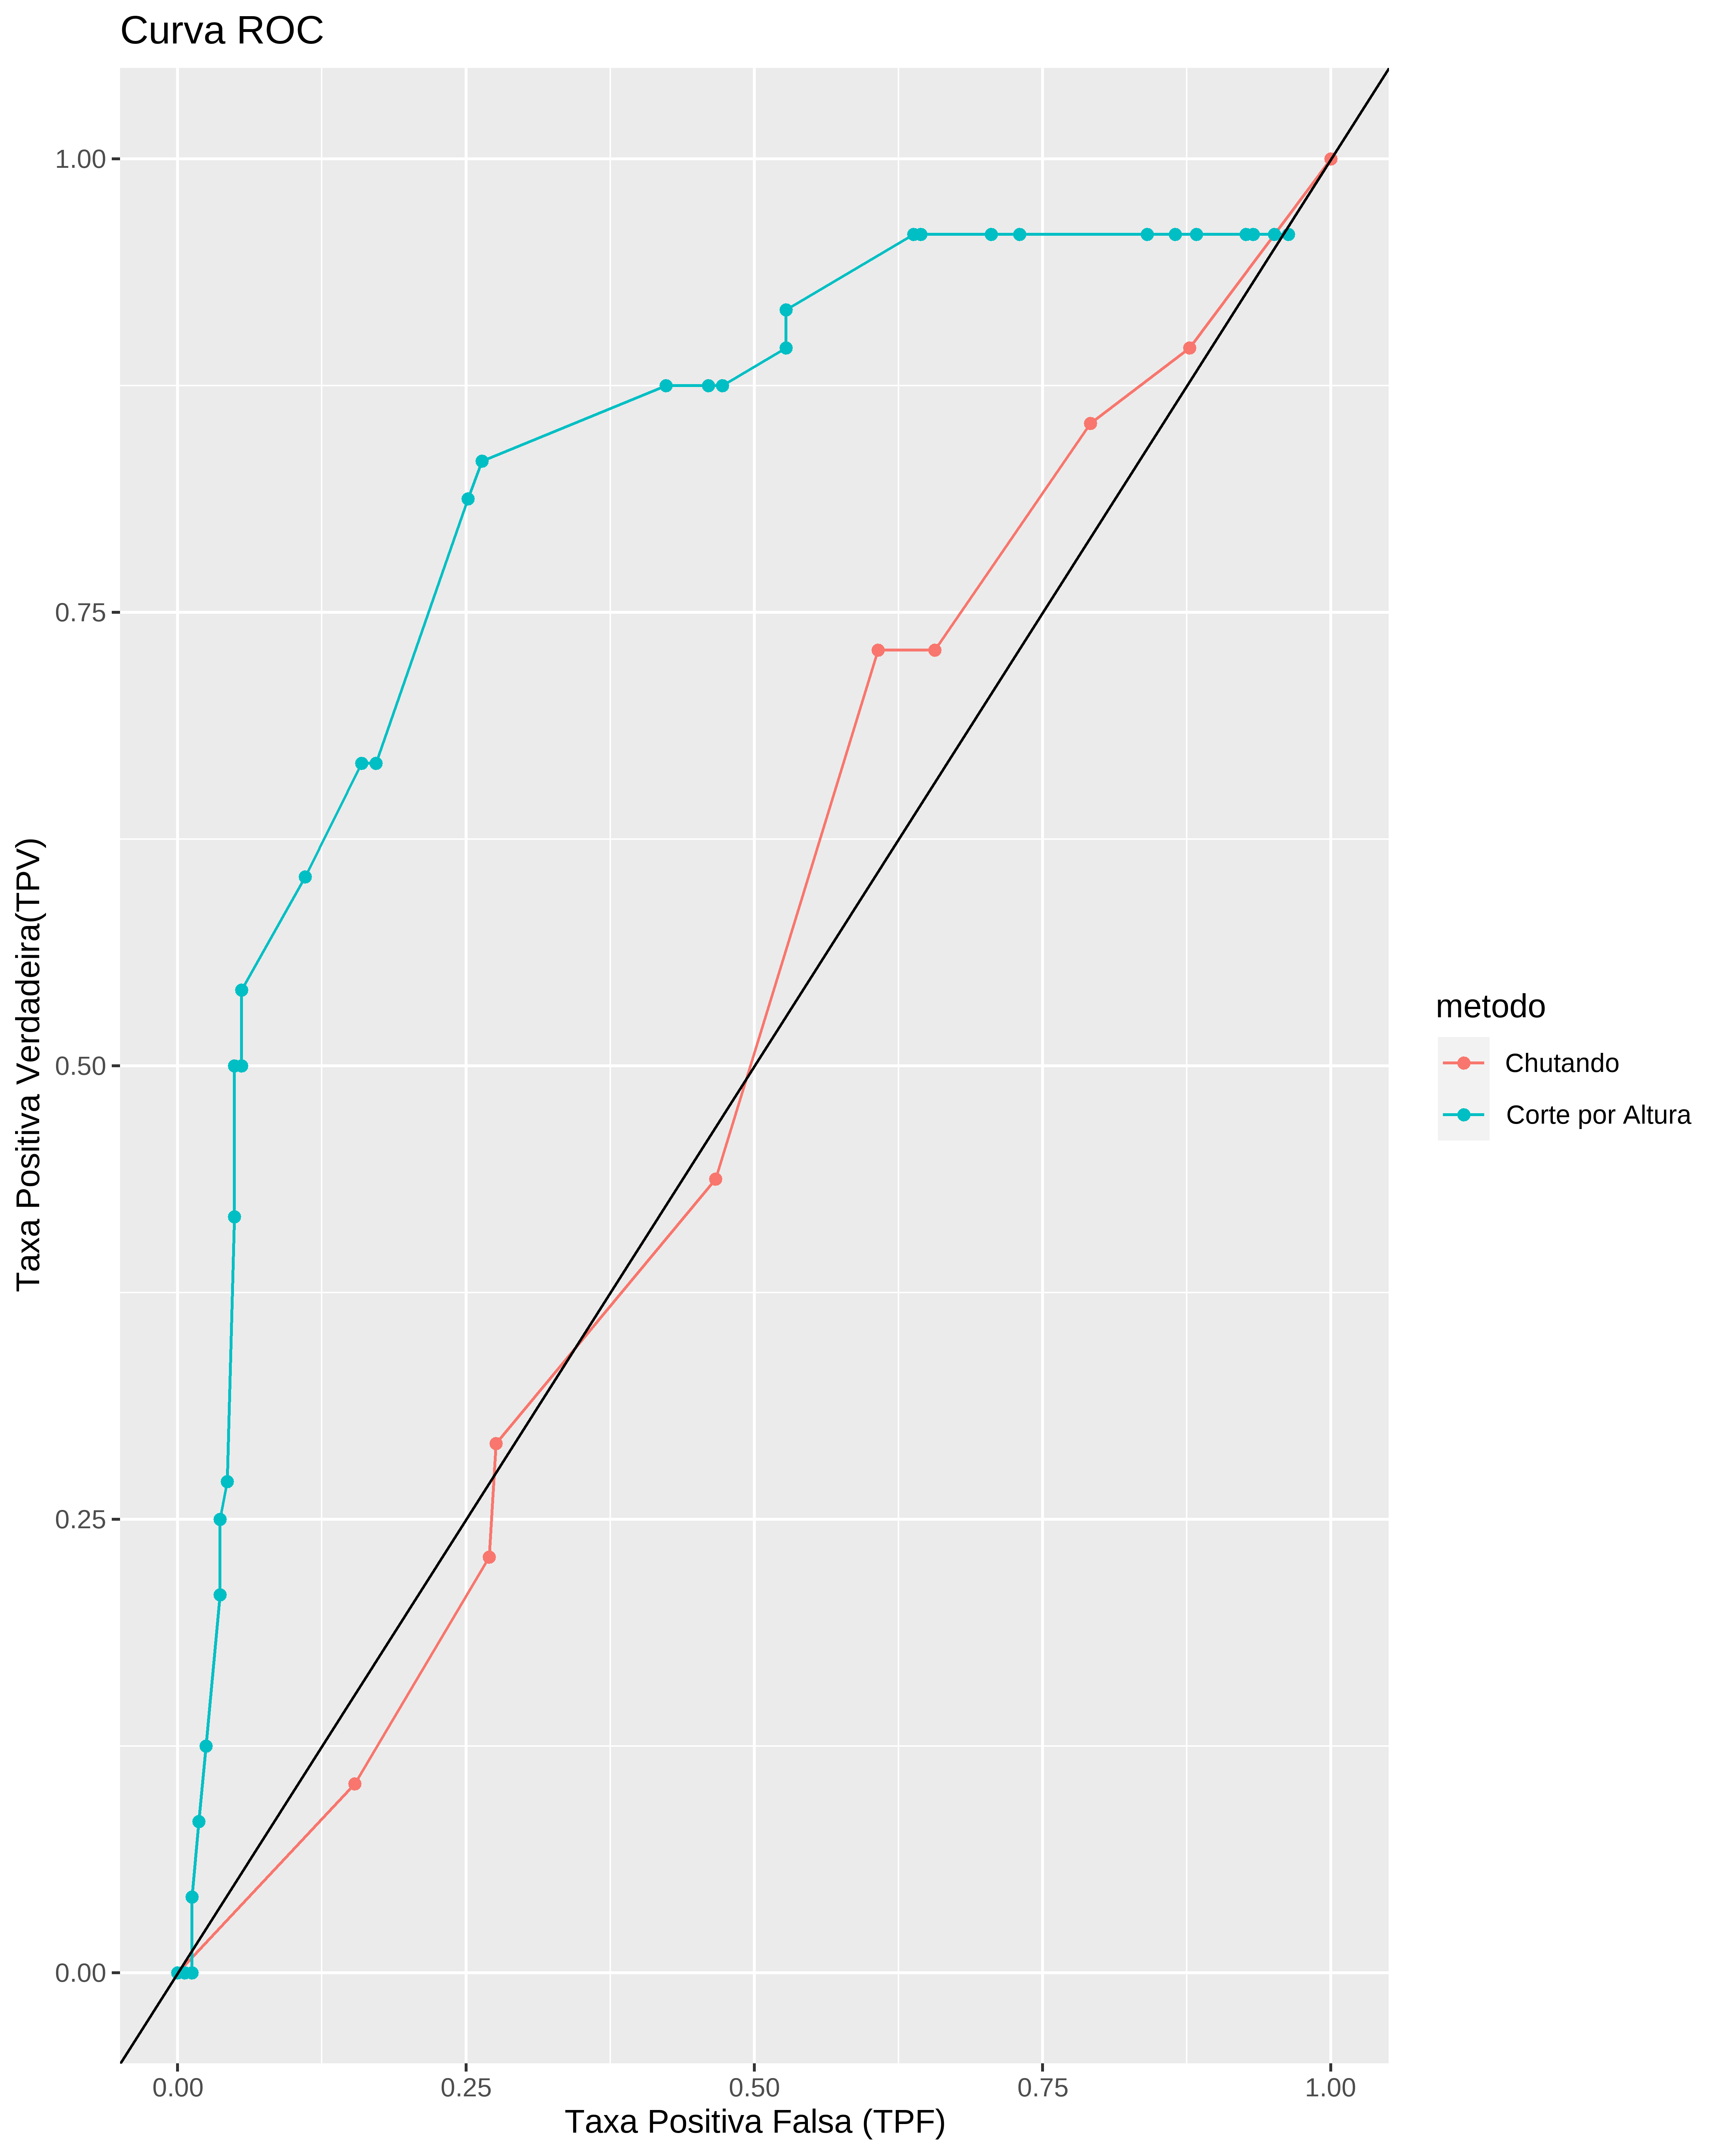 Curva ROC
Taxa Positiva Verdadeira(TPV)
1.00
0.75
0.50
0.25
0.00
0.00 0.25 0.50 0.75 1.00
Taxa Positiva Falsa (TPF)
metodo
Chutando
Corte por Altura